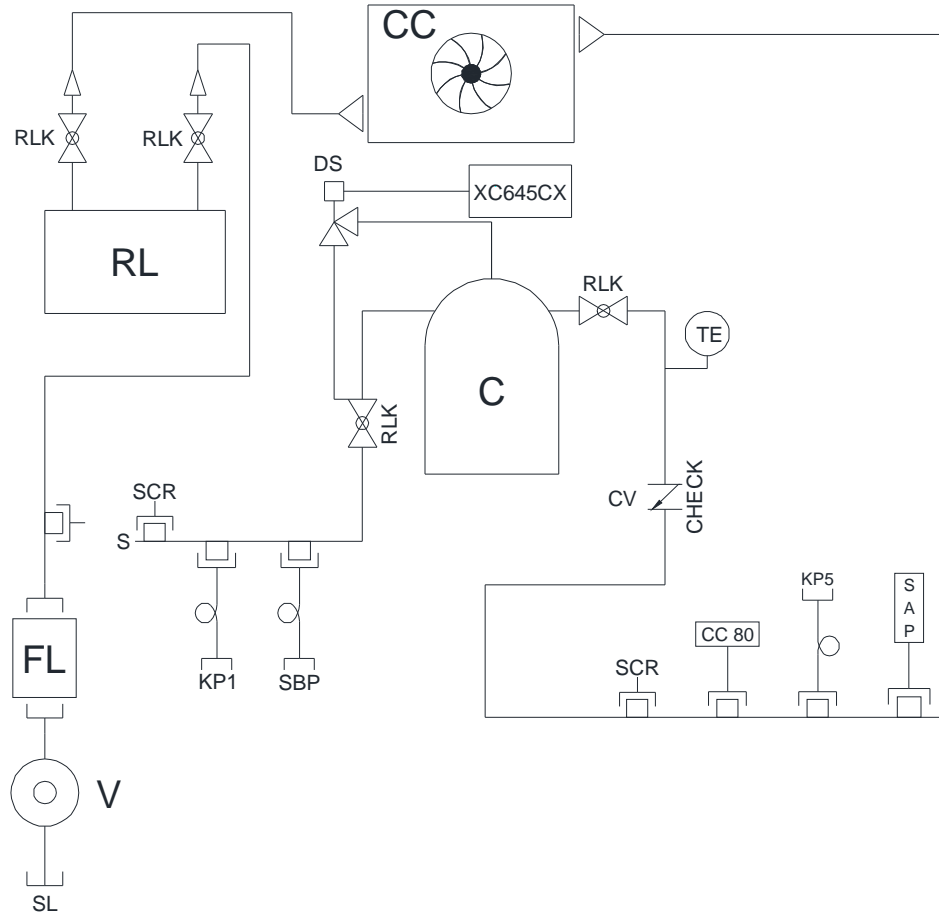 CC
RLK
RLK
DS
XC645CX
RL
RLK
TE
C
RLK
SCR
S
CV
CHECK
KP5
SAP
CC 80
FL
SCR
KP1
SBP
V
SL